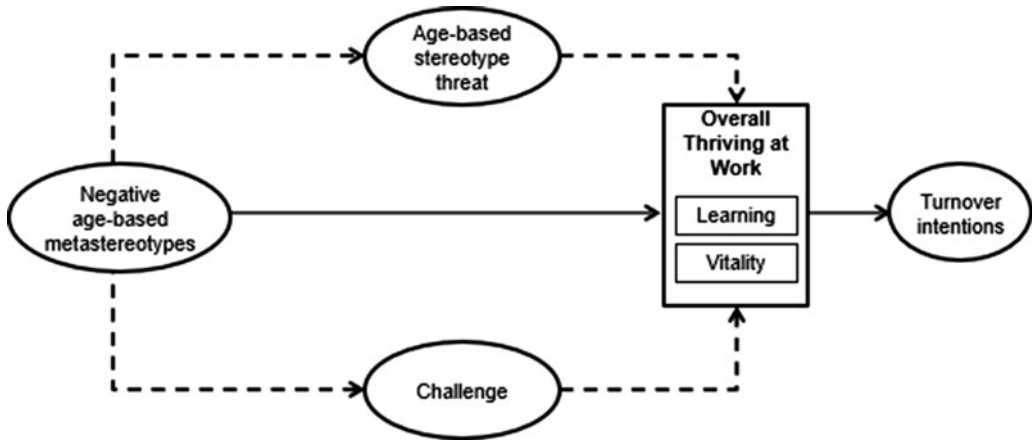 Age-based
stereotype
threat
Negative
age-based
metastereotypes
Overall
Thriving at
Work
Learning
Vitality
Turnover
intentions
Challenge